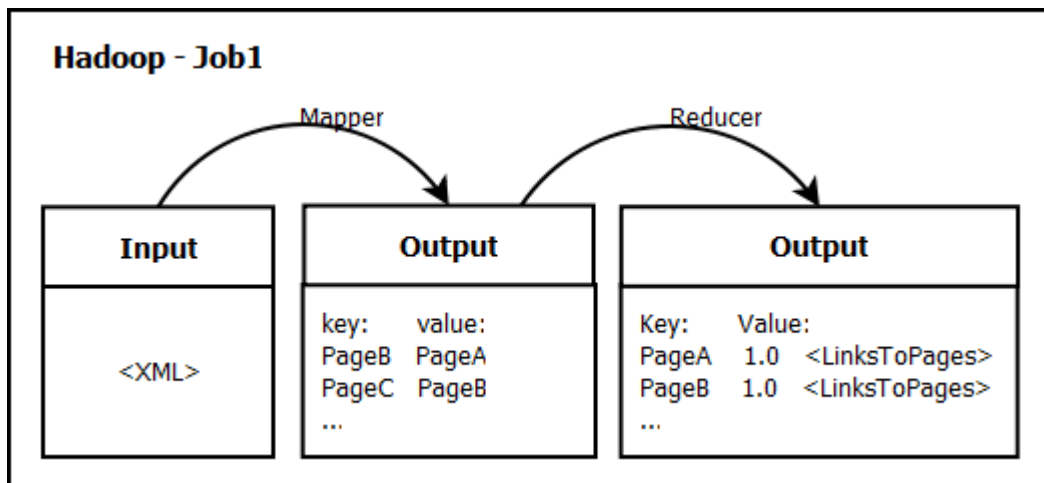 Hadoop - Job1
Mapper
Reducer
Input
Output
Output
<XML>
key: value:
PageB PageA
PageC PageB
...
Key: Value:
PageA 1.0 <LinksToPages>
PageB 1.0 <LinksToPages>
...